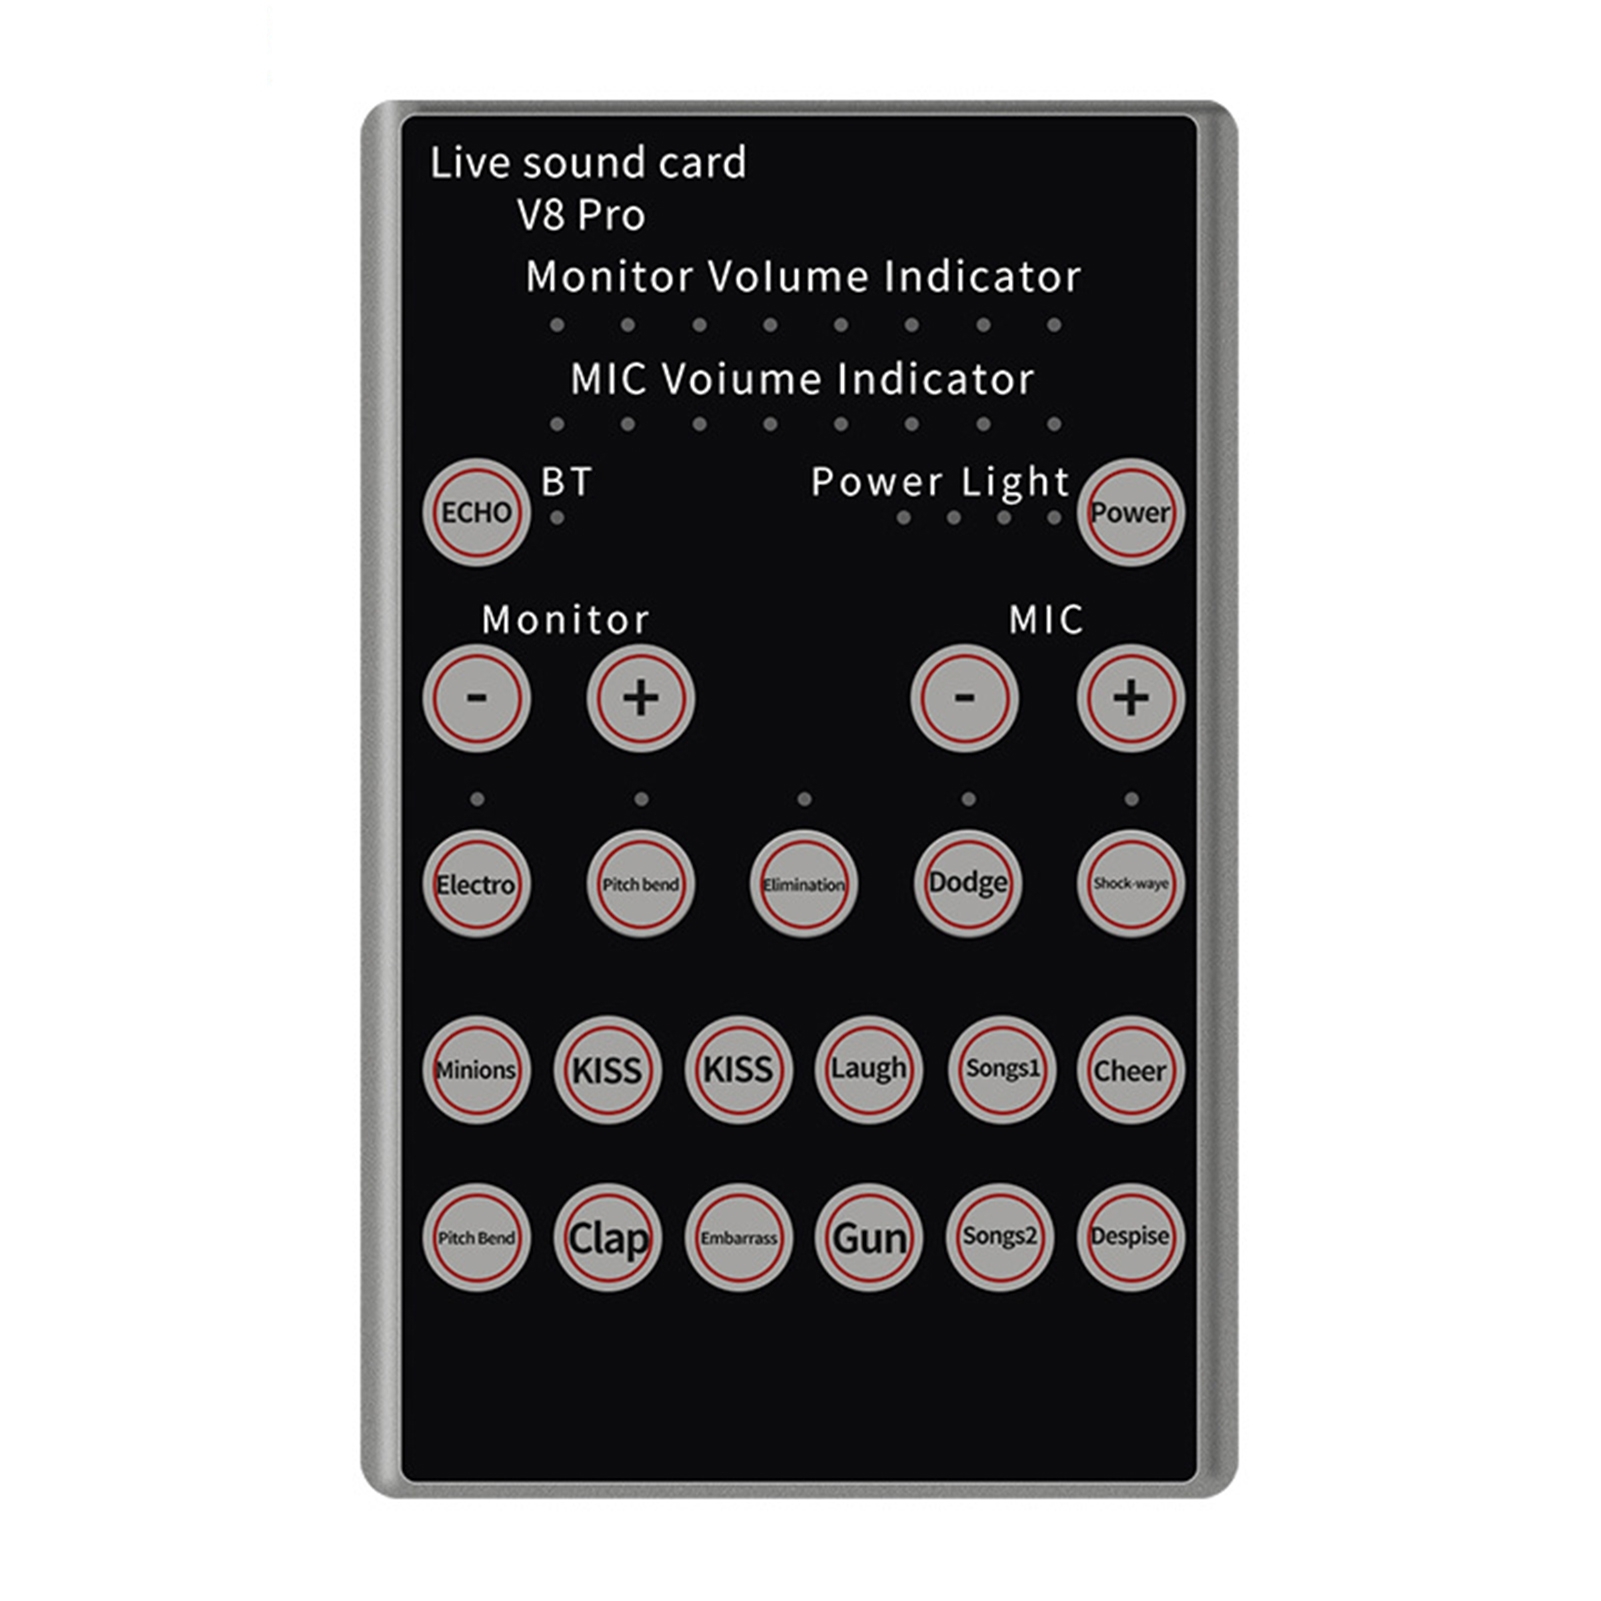 Live sound card
V8 Pro
Monitor Volume Indicator
MIC Voiume Indicator
ECHO BT Power Light Power
Monitor MIC
- + - +
Electro Pitch bend Elimination Dodge Shock-waye
Minions KISS KISS Laugh Songs1 Cheer
Pitch Bend Clap Embarrass Gun Songs2 Despise